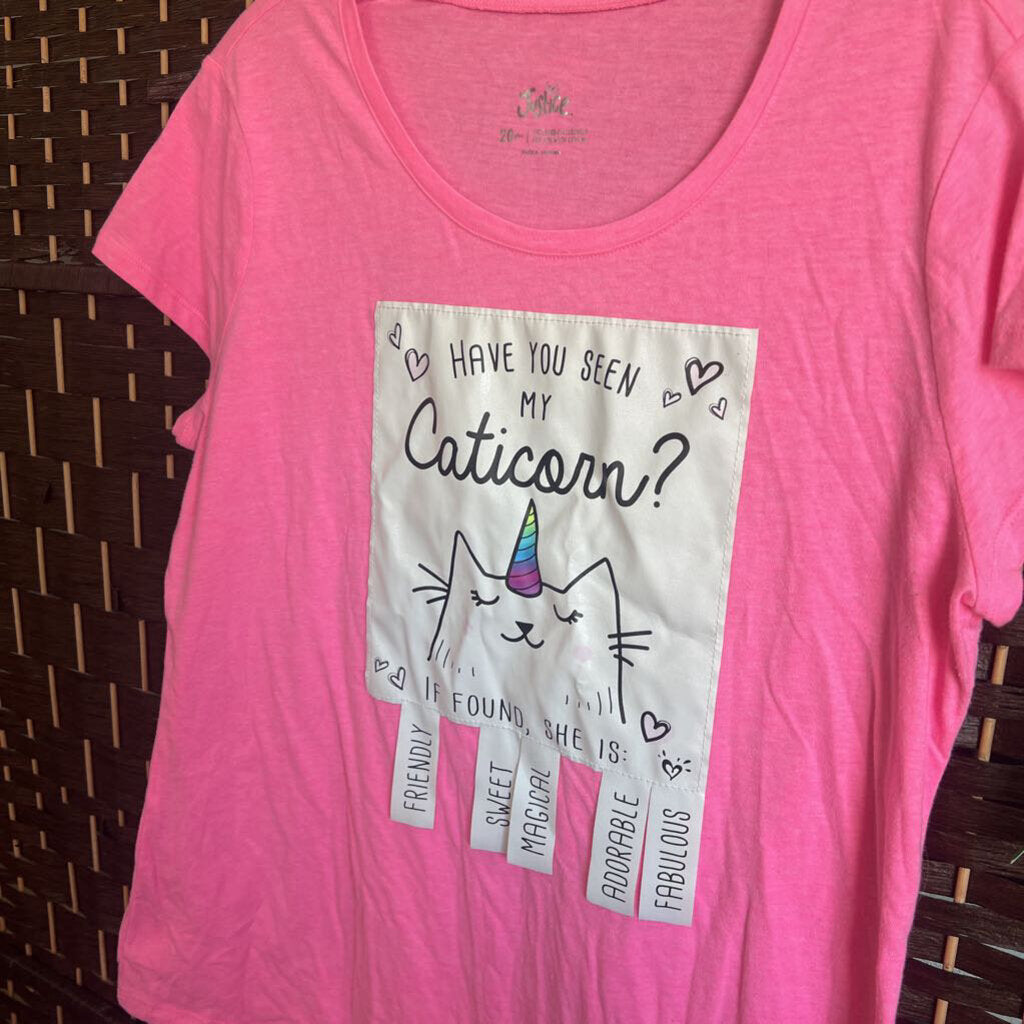 Justice
20
HAVE YOU SEEN
MY
Caticorn?
IF FOUND, SHE IS:
FRIENDLY
SWEET
MAGICAL
ADORABLE
FABULOUS